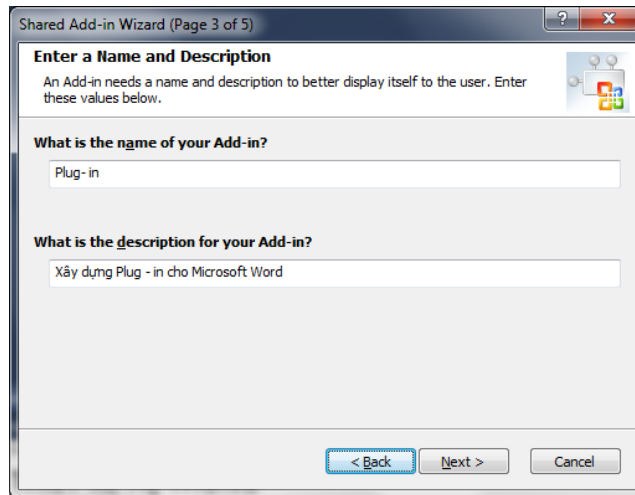 Shared Add-in Wizard (Page 3 of 5)
Enter a Name and Description
An Add-in needs a name and description to better display itself to the user. Enter
these values below.
What is the name of your Add-in?
Plug- in
What is the description for your Add-in?
Xây dựng Plug - in cho Microsoft Word
< Back Next > Cancel